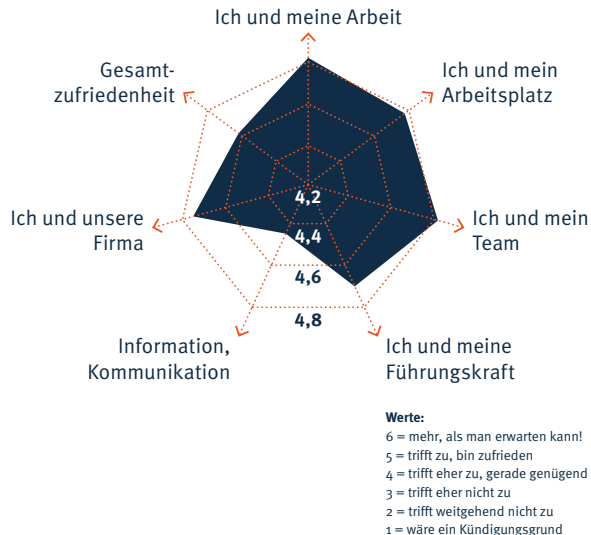 Ich und meine Arbeit
Gesamt-
zufriedenheit
Ich und mein
Arbeitsplatz
4,2
Ich und unsere
Firma
Ich und mein
Team
4,4
4,6
4,8
Information,
Kommunikation
Ich und meine
Führungskraft
Werte:
6 = mehr, als man erwarten kann!
5 = trifft zu, bin zufrieden
4 = trifft eher zu, gerade genügend
3 = trifft eher nicht zu
2 = trifft weitgehend nicht zu
1 = wäre ein Kündigungsgrund